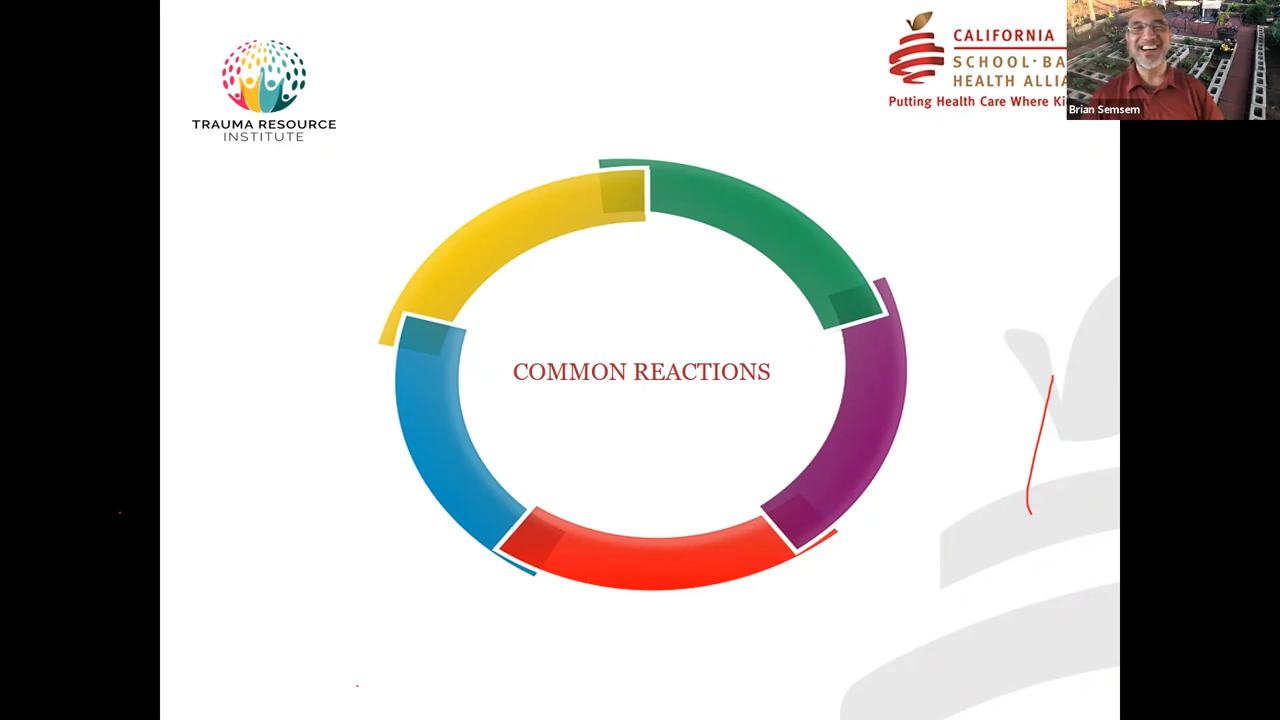 TRAUMA RESOURCE
INSTITUTE
CALIFORNIA
SCHOOL·BA
HEALTH ALLIA
Putting Health Care Where Ki
Brian Semsem
COMMON REACTIONS